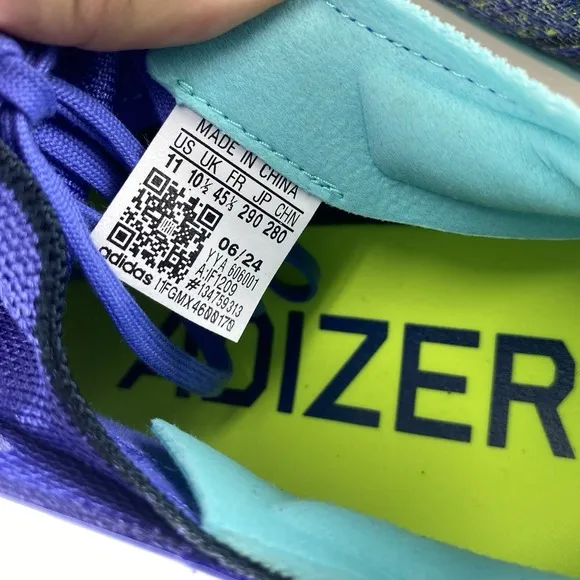 MADE IN CHINA
US UK FR JP CHN
11 10½ 45⅓ 290 280
06/24
YYA 606001
A:IF1209
#:134759313
adidas I1FGMX4600170
ADIZER